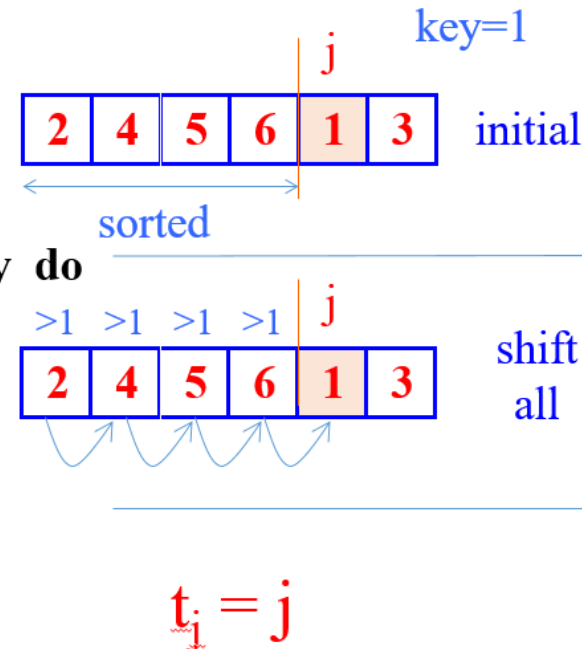 key=1
j
2 4 5 6 1 3 initial
sorted
do
>1 >1 >1 >1 j
2 4 5 6 1 3
shift
all
tj = j